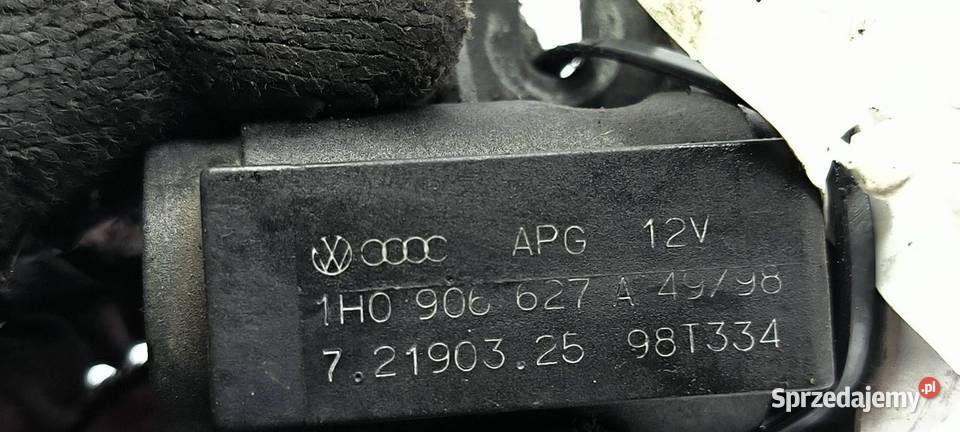 APG 12V
1H0 906 627 A 49/98
7.21903.25 98T334
Sprzedajemy.pl